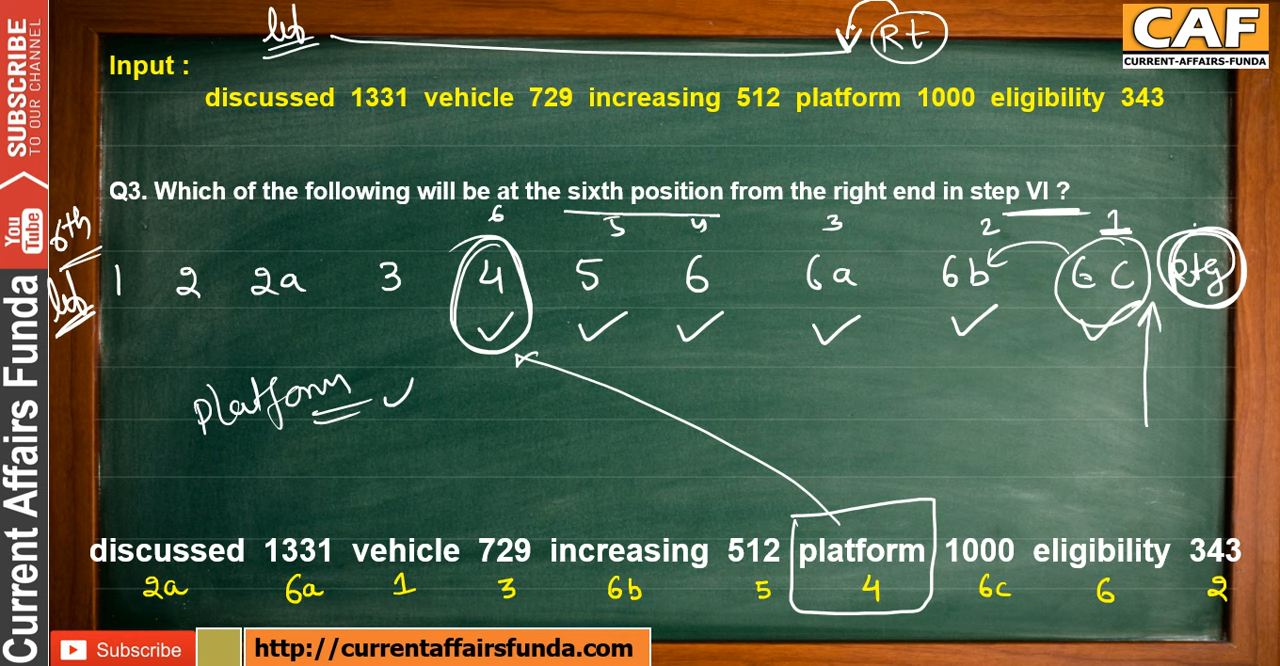 SUBSCRIBE
TO OUR CHANNEL
You
Tube
Current Affairs Funda
Rt
CAF
CURRENT-AFFAIRS-FUNDA
Input :
discussed 1331 vehicle 729 increasing 512 platform 1000 eligibility 343
Q3. Which of the following will be at the sixth position from the right end in step VI ?
6 5 4 3 2 1
6th
1 2 2a 3 4 5 6 6a 6b 6c
platform
discussed 1331 vehicle 729 increasing 512 platform 1000 eligibility 343
2a 6a 1 3 6b 5 4 6c 6 2
Subscribe
http://currentaffairsfunda.com